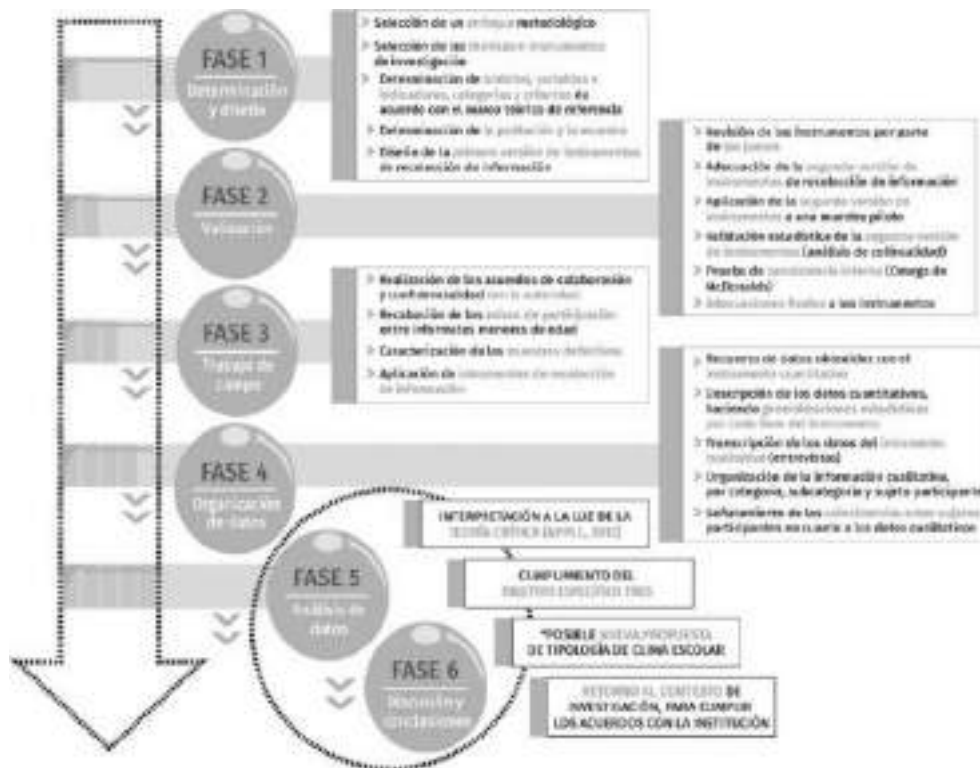 FASE 1
Determinación
y diseño
> Selección de un enfoque metodológico
> Selección de las técnicas e instrumentos
de investigación
> Determinación de ámbitos, variables e
indicadores, categorías y criterios de
acuerdo con el marco teórico de referencia
> Determinación de la población y la muestra
> Diseño de la primera versión de instrumentos
de recolección de información
FASE 2
Validación
> Revisión de los instrumentos por parte
de los jueces
> Adecuación de la segunda versión de
instrumentos de recolección de información
> Aplicación de la segunda versión de
instrumentos a una muestra piloto
> Validación estadística de la segunda versión
de instrumentos (análisis de
> Prueba de consistencia interna (Omega de
McDonalds)
> Adecuaciones finales a los instrumentos
FASE 3
Trabajo de
campo
> Realización de los acuerdos de colaboración
y confidencialidad con la autoridad
> Recabación de los de participación
entre informantes menores de edad
> Caracterización de las muestras definitivas
> Aplicación de instrumentos de recolección
de información
FASE 4
Organización
de datos
> Recuento de datos obtenidos con el
instrumento cuantitativo
> Descripción de los datos cuantitativos,
haciendo generalizaciones estadísticas
por cada ítem del instrumento
> Transcripción de los datos del instrumento
cualitativo (entrevistas)
> Organización de la información cualitativa,
por categoría, subcategoría y sujeto participante
> Señalamiento de las coincidencias entre sujetos
participantes en cuanto a los datos cualitativos
FASE 5
Análisis de
datos
INTERPRETACIÓN A LA LUZ DE LA
TEORÍA CRÍTICA
CUMPLIMIENTO DEL
OBJETIVO ESPECÍFICO TRES
*POSIBLE NUEVA PROPUESTA
DE TIPOLOGÍA DE CLIMA ESCOLAR
FASE 6
Discusión y
conclusiones
RETORNO AL CONTEXTO DE
INVESTIGACIÓN, PARA CUMPLIR
LOS ACUERDOS CON LA INSTITUCIÓN